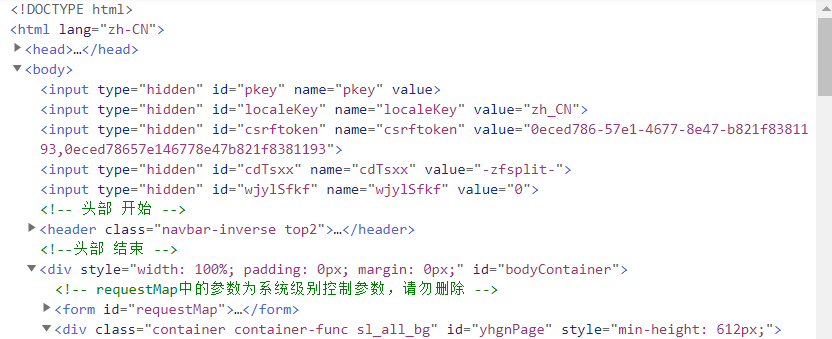 <!DOCTYPE html>
<html lang="zh-CN">
<head>…</head>
<body>
<input type="hidden" id="pkey" name="pkey" value>
<input type="hidden" id="localeKey" name="localeKey" value="zh_CN">
<input type="hidden" id="csrftoken" name="csrftoken" value="0eced786-57e1-4677-8e47-b821f83811
93,0eced78657e146778e47b821f8381193">
<input type="hidden" id="cdTsxx" name="cdTsxx" value="-zfsplit-">
<input type="hidden" id="wjylSfkf" name="wjylSfkf" value="0">
<!-- 头部 开始 -->
<header class="navbar-inverse top2">…</header>
<!--头部 结束 -->
<div style="width: 100%; padding: 0px; margin: 0px;" id="bodyContainer">
<!-- requestMap中的参数为系统级别控制参数，请勿删除 -->
<form id="requestMap">…</form>
<div class="container container-func sl_all_bg" id="yhgnPage" style="min-height: 612px;">